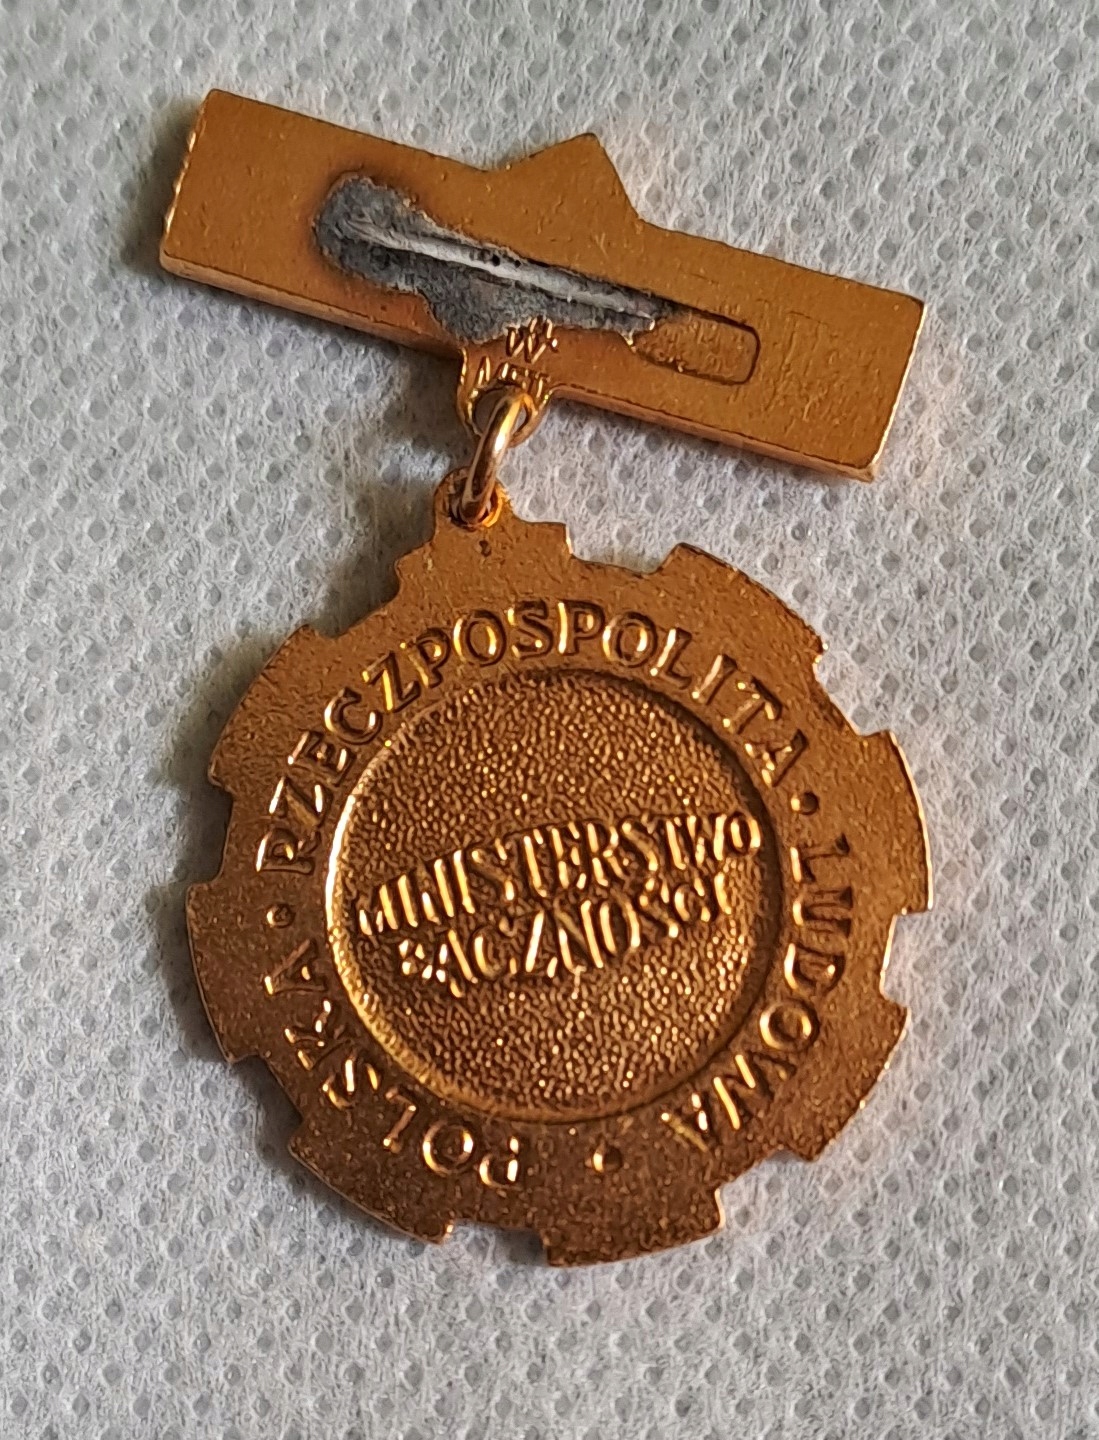 RZECZPOSPOLITA • LUDOWA • POLSKA •
MINISTERSTWO
ŁĄCZNOŚCI